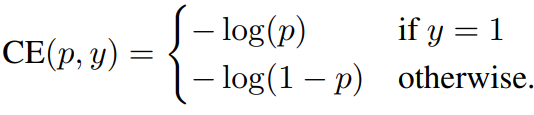 CE(p, y) = { − log(p) if y = 1
− log(1 − p) otherwise.